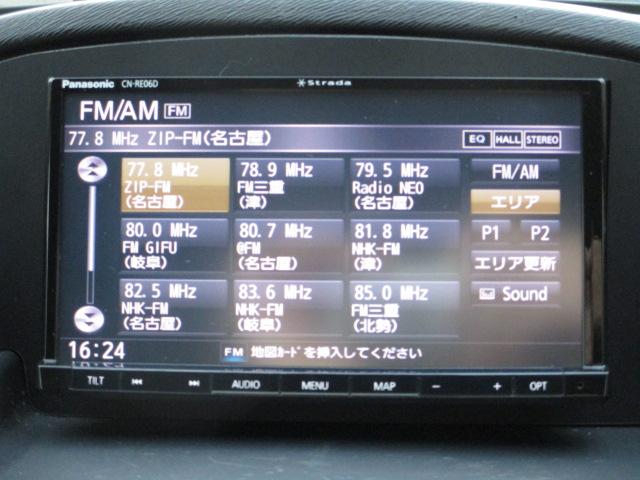 Panasonic CN-RE06D Strada
FM/AM FM
77.8 MHz ZIP-FM(名古屋) EQ HALL STEREO
77.8 MHz
ZIP-FM
(名古屋)
78.9 MHz
FM三重
(津)
79.5 MHz
Radio NEO
(名古屋)
FM/AM
エリア
80.0 MHz
FM GIFU
(岐阜)
80.7 MHz
@FM
(名古屋)
81.8 MHz
NHK-FM
(津)
P1 P2
エリア更新
82.5 MHz
NHK-FM
(名古屋)
83.6 MHz
NHK-FM
(岐阜)
85.0 MHz
FM三重
(北勢)
Sound
16:24 FM 地図ｶｰﾄﾞを挿入してください
TILT AUDIO MENU MAP - + OPT